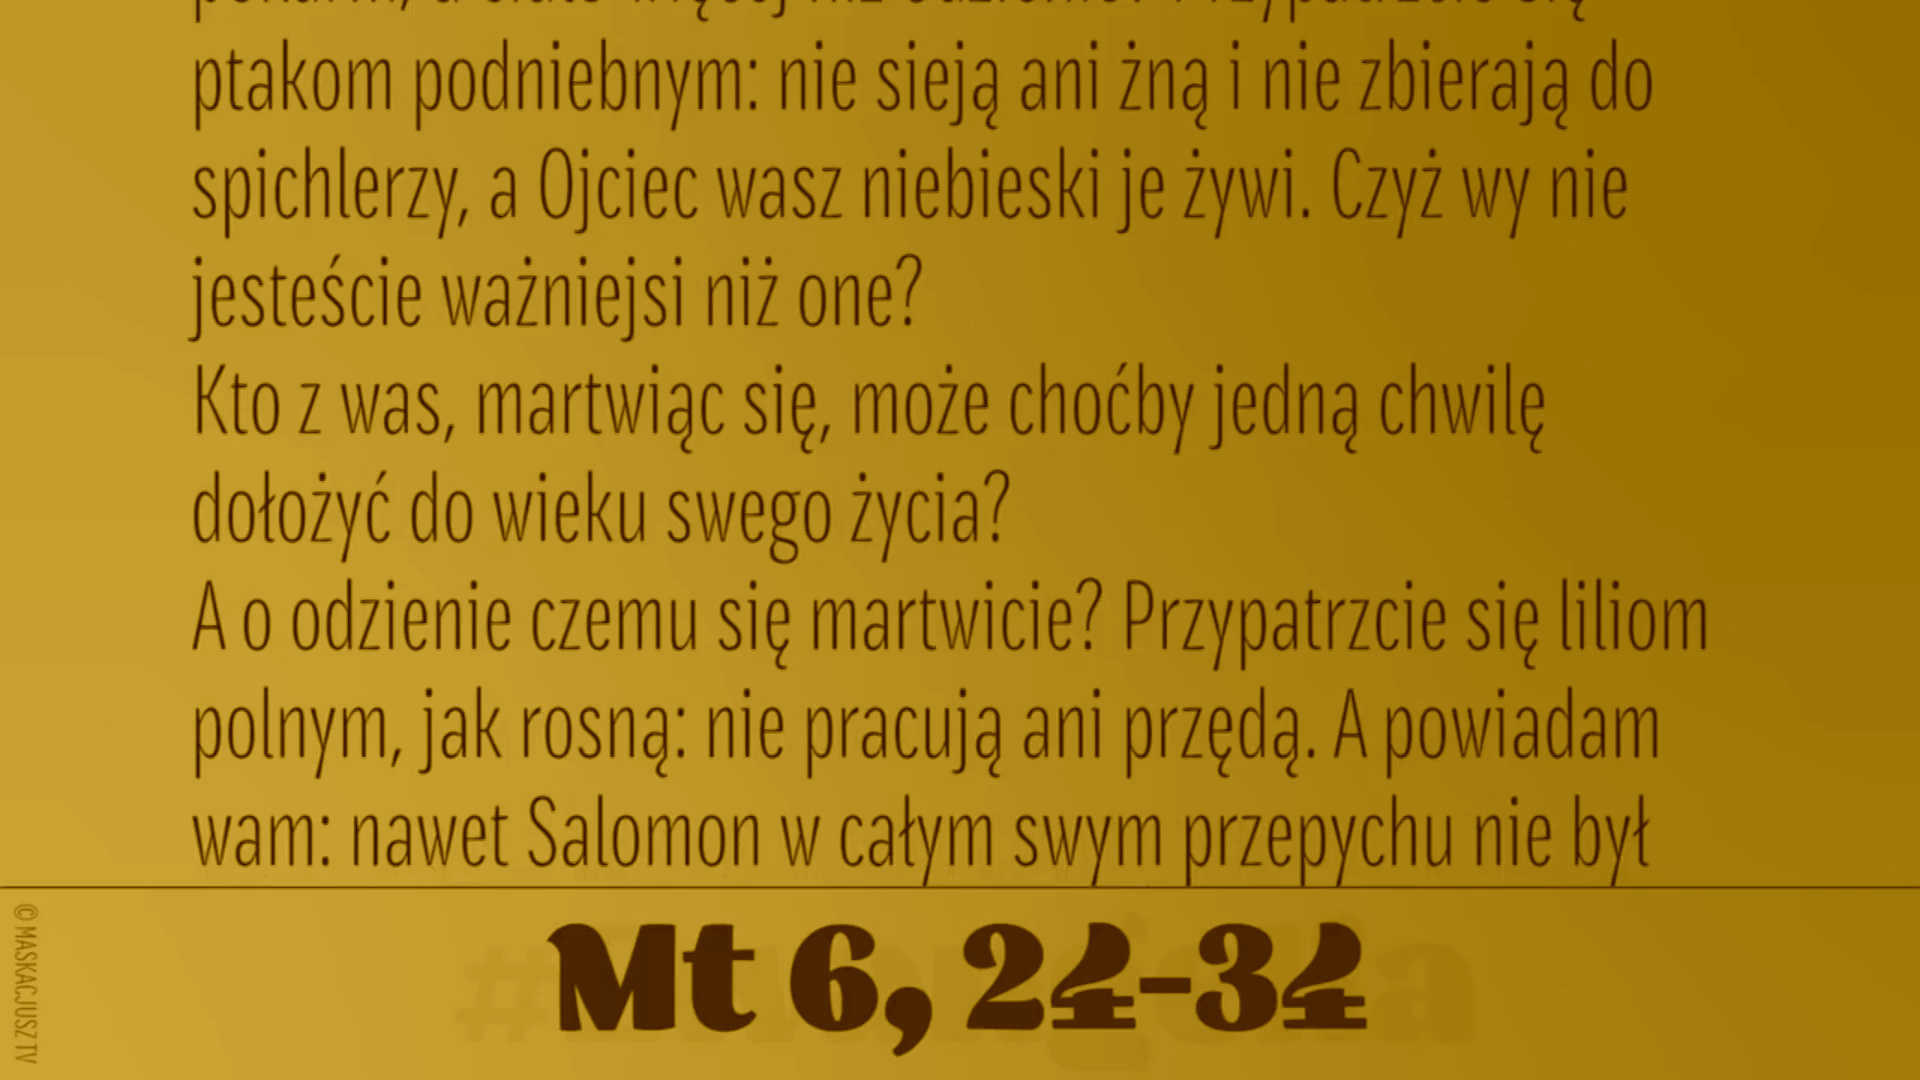 ptakom podniebnym: nie sieją ani żną i nie zbierają do
spichlerzy, a Ojciec wasz niebieski je żywi. Czyż wy nie
jesteście ważniejsi niż one?
Kto z was, martwiąc się, może choćby jedną chwilę
dołożyć do wieku swego życia?
A o odzienie czemu się martwicie? Przypatrzcie się liliom
polnym, jak rosną: nie pracują ani przędą. A powiadam
wam: nawet Salomon w całym swym przepychu nie był
Mt 6, 24-34
© MASKACJUSZ TV